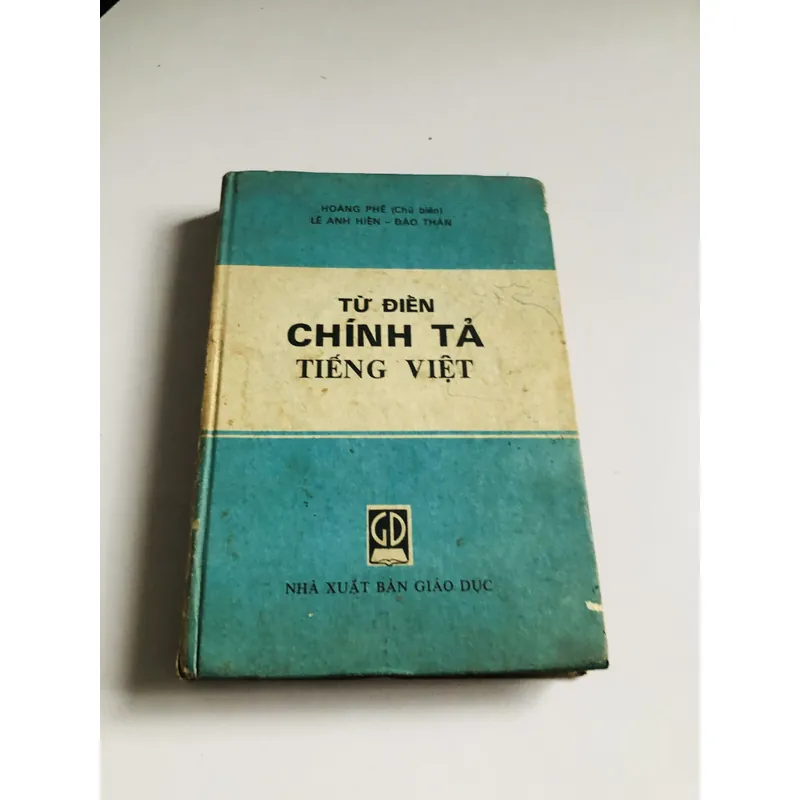 HOÀNG PHÊ (Chủ biên)
LÊ ANH HIỀN - ĐÀO THẢN
TỪ ĐIỂN
CHÍNH TẢ
TIẾNG VIỆT
GD
NHÀ XUẤT BẢN GIÁO DỤC